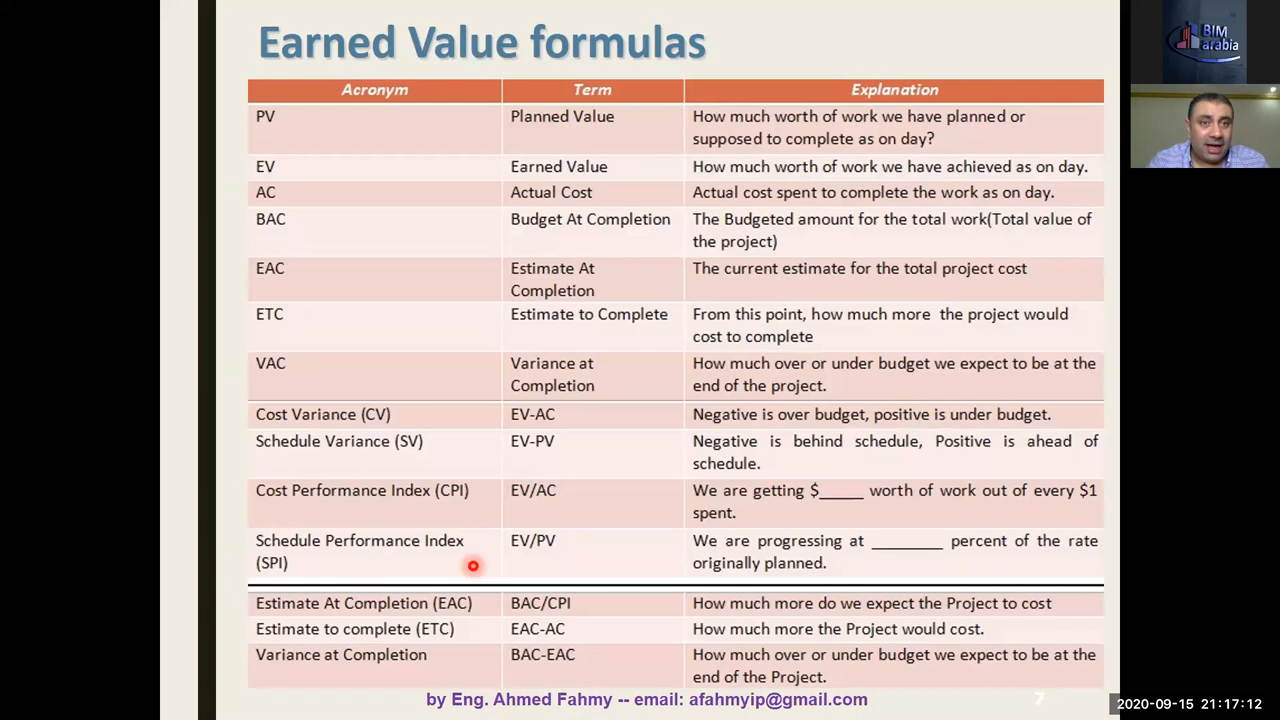 Earned Value formulas
BIM
arabia
Acronym Term Explanation
PV Planned Value How much worth of work we have planned or
supposed to complete as on day?
EV Earned Value How much worth of work we have achieved as on day.
AC Actual Cost Actual cost spent to complete the work as on day.
BAC Budget At Completion The Budgeted amount for the total work(Total value of
the project)
EAC Estimate At The current estimate for the total project cost
Completion
ETC Estimate to Complete From this point, how much more the project would
cost to complete
VAC Variance at How much over or under budget we expect to be at the
Completion end of the project.
Cost Variance (CV) EV-AC Negative is over budget, positive is under budget.
Schedule Variance (SV) EV-PV Negative is behind schedule, Positive is ahead of
schedule.
Cost Performance Index (CPI) EV/AC We are getting $_____ worth of work out of every $1
spent.
Schedule Performance Index EV/PV We are progressing at ________ percent of the rate
(SPI) originally planned.
Estimate At Completion (EAC) BAC/CPI How much more do we expect the Project to cost
Estimate to complete (ETC) EAC-AC How much more the Project would cost.
Variance at Completion BAC-EAC How much over or under budget we expect to be at the
end of the Project.
by Eng. Ahmed Fahmy -- email: afahmyip@gmail.com
7
2020-09-15 21:17:12